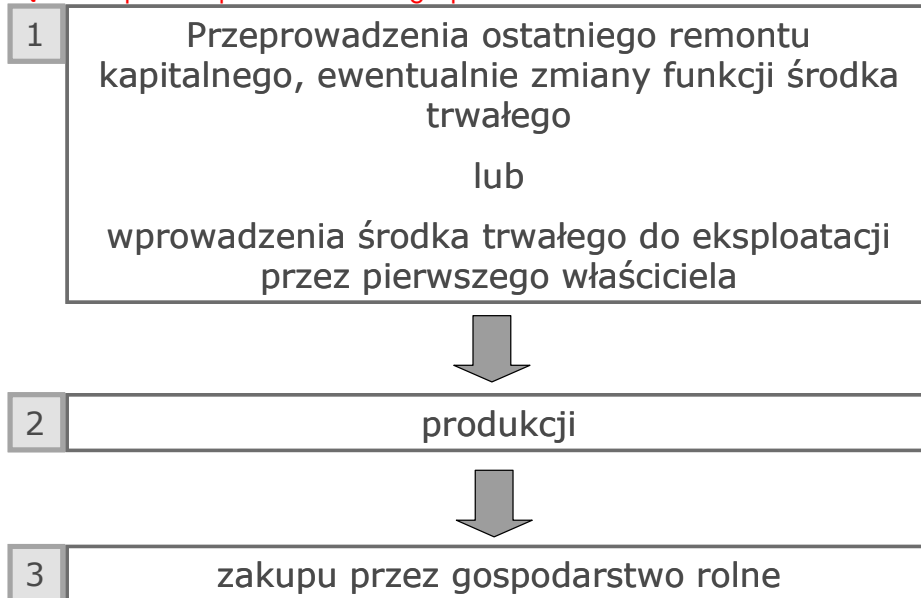 1
Przeprowadzenia ostatniego remontu
kapitalnego, ewentualnie zmiany funkcji środka
trwałego
lub
wprowadzenia środka trwałego do eksploatacji
przez pierwszego właściciela
2
produkcji
3
zakupu przez gospodarstwo rolne